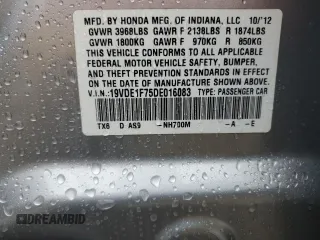 MFD. BY HONDA MFG. OF INDIANA, LLC 10/'12
GVWR 3968LBS GAWR F 2138LBS R 1874LBS
GVWR 1800KG GAWR F 970KG R 850KG
THIS VEHICLE CONFORMS TO ALL APPLICABLE
FEDERAL MOTOR VEHICLE SAFETY, BUMPER,
AND THEFT PREVENTION STANDARDS IN EFFECT
ON THE DATE OF MANUFACTURE SHOWN ABOVE.
V.I.N.: 19VDE1F75DE016083 TYPE: PASSENGER CAR
TX6 D AS9 -NH700M -A -E
© DREAMBID